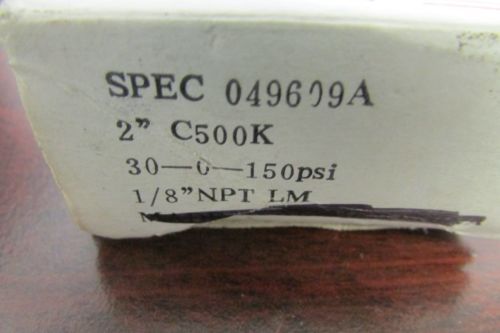 SPEC 049609A
2” C500K
30—0—150psi
1/8”NPT LM